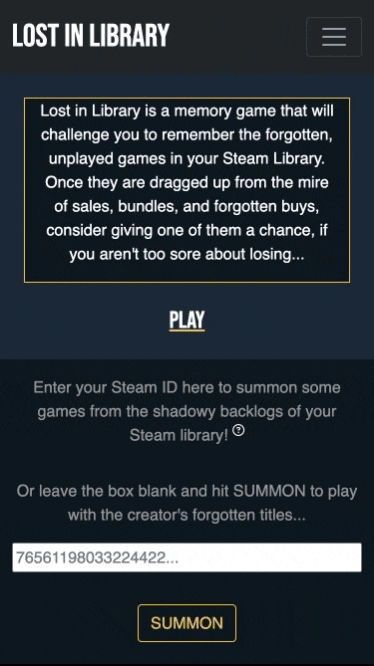 LOST IN LIBRARY
Lost in Library is a memory game that will
challenge you to remember the forgotten,
unplayed games in your Steam Library.
Once they are dragged up from the mire
of sales, bundles, and forgotten buys,
consider giving one of them a chance, if
you aren't too sore about losing...
PLAY
Enter your Steam ID here to summon some
games from the shadowy backlogs of your
Steam library! ?
Or leave the box blank and hit SUMMON to play
with the creator's forgotten titles...
76561198033224422...
SUMMON